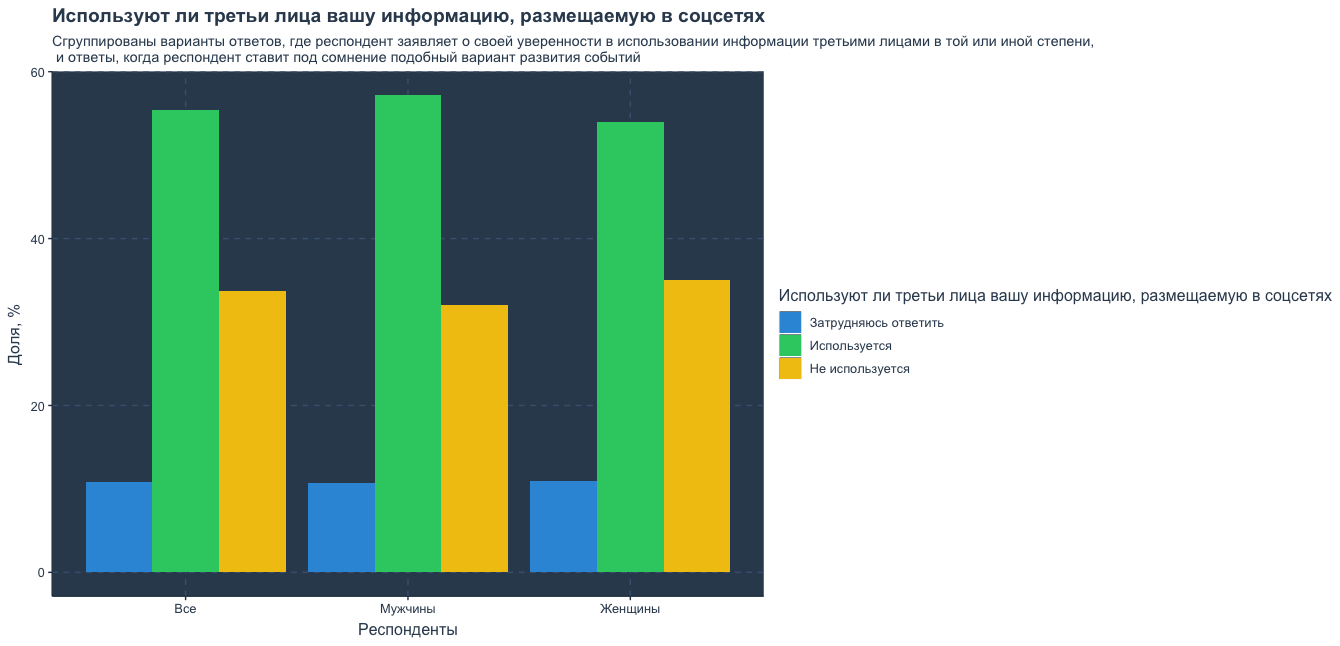 Используют ли третьи лица вашу информацию, размещаемую в соцсетях
Сгруппированы варианты ответов, где респондент заявляет о своей уверенности в использовании информации третьими лицами в той или иной степени,
и ответы, когда респондент ставит под сомнение подобный вариант развития событий
60
40
20
0
Доля, %
Все
Мужчины
Женщины
Респонденты
Используют ли третьи лица вашу информацию, размещаемую в соцсетях
Затрудняюсь ответить
Используется
Не используется